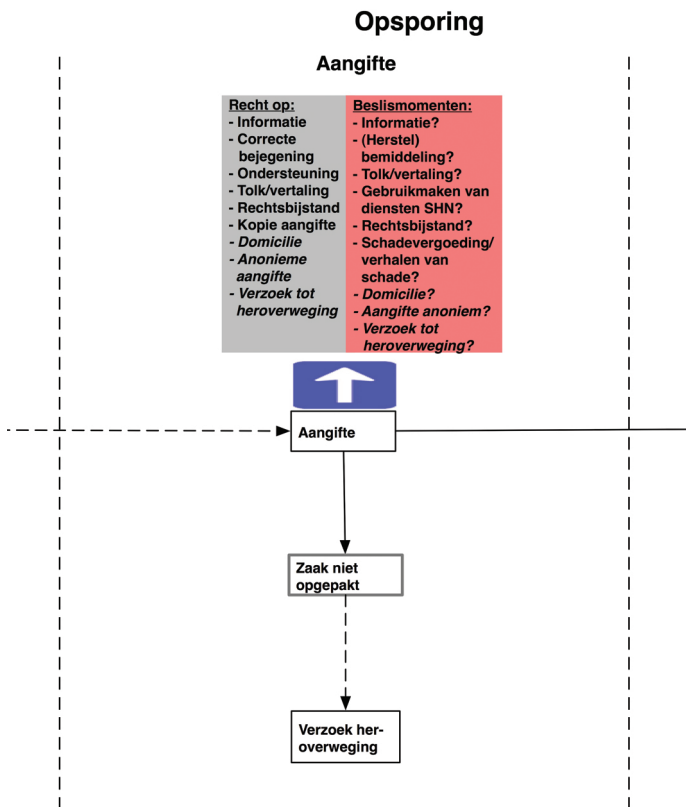 Opsporing
Aangifte
Recht op:
- Informatie
- Correcte
bejegening
- Ondersteuning
- Tolk/vertaling
- Rechtsbijstand
- Kopie aangifte
- Domicilie
- Anonieme
aangifte
- Verzoek tot
heroverweging
Beslismomenten:
- Informatie?
- (Herstel)
bemiddeling?
- Tolk/vertaling?
- Gebruikmaken van
diensten SHN?
- Rechtsbijstand?
- Schadevergoeding/
verhalen van
schade?
- Domicilie?
- Aangifte anoniem?
- Verzoek tot
heroverweging?
Aangifte
Zaak niet
opgepakt
Verzoek her-
overweging